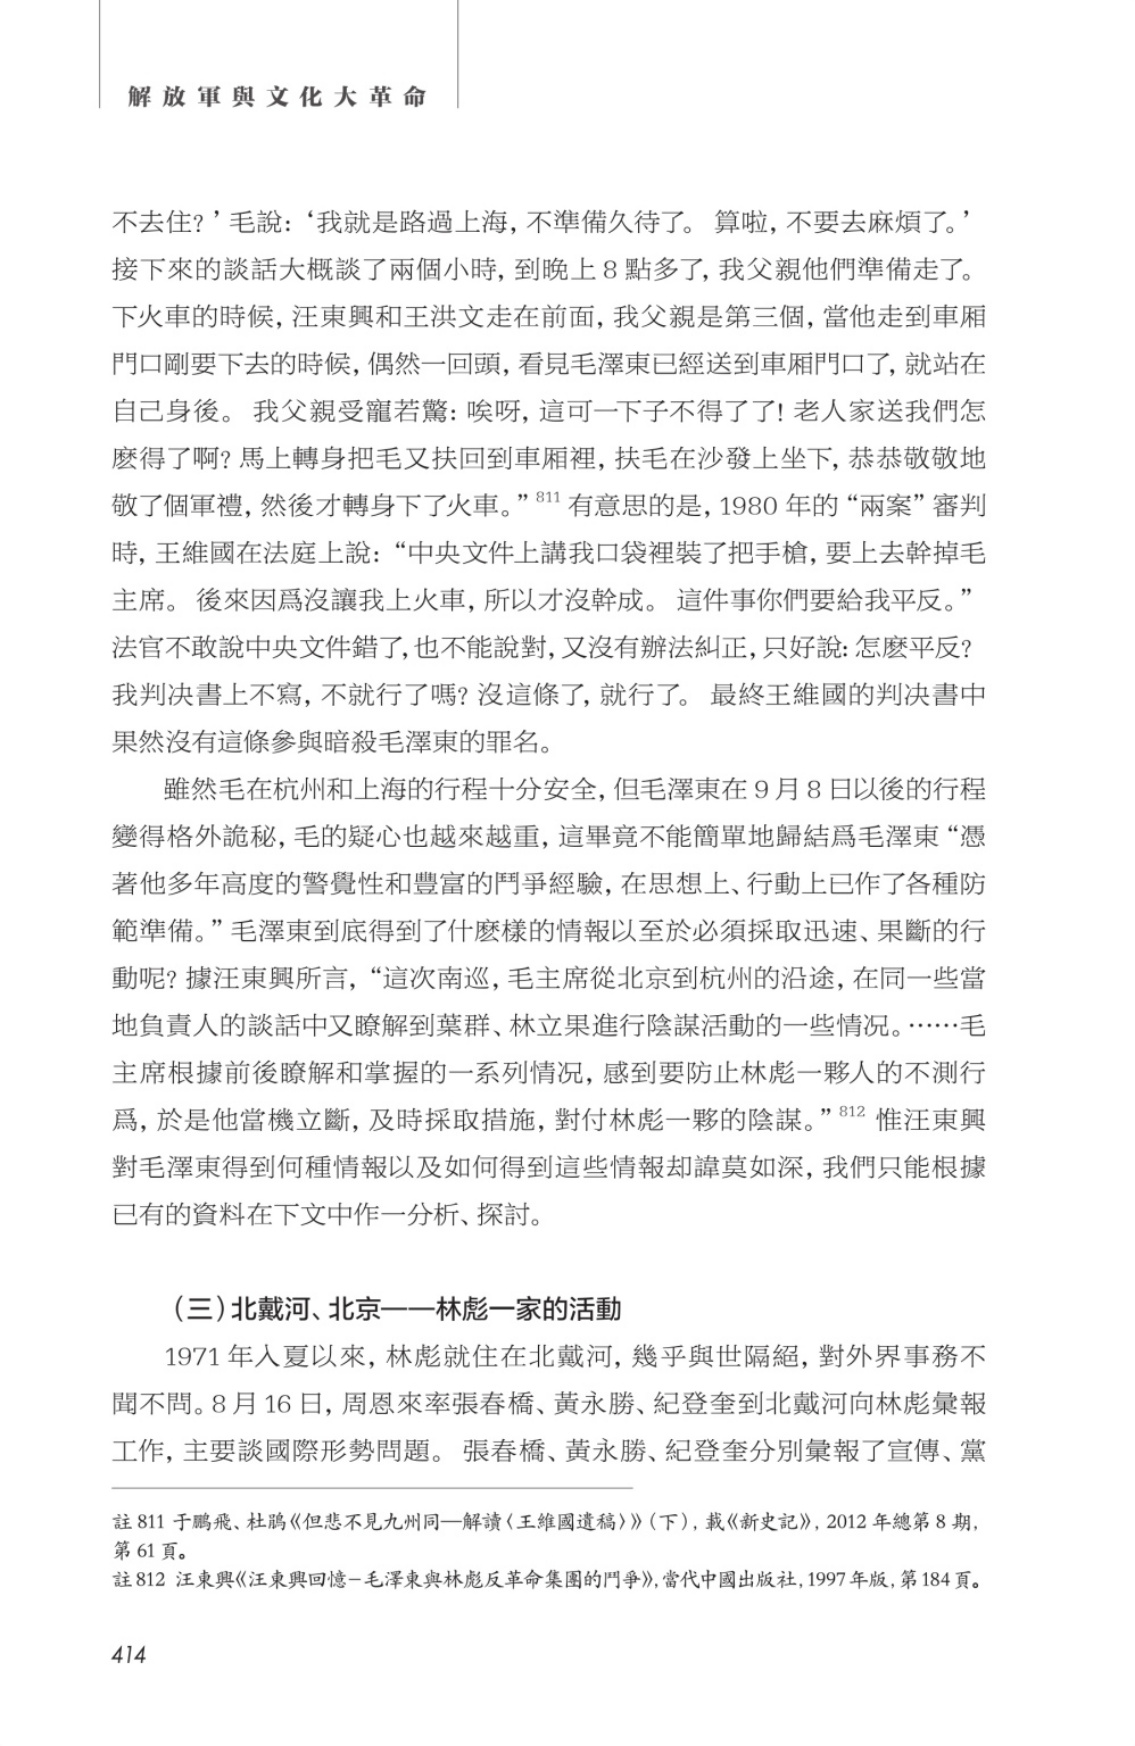 解放軍與文化大革命
不去住?’毛說:‘我就是路過上海,不準備久待了。 算啦,不要去麻煩了。’
接下來的談話大概談了兩個小時,到晚上8點多了,我父親他們準備走了。
下火車的時候,汪東興和王洪文走在前面,我父親是第三個,當他走到車厢
門口剛要下去的時候,偶然一回頭,看見毛澤東已經送到車厢門口了,就站在
自己身後。 我父親受寵若驚:唉呀,這可一下子不得了了!老人家送我們怎
麽得了啊?馬上轉身把毛又扶回到車厢裡,扶毛在沙發上坐下,恭恭敬敬地
敬了個軍禮,然後才轉身下了火車。”811 有意思的是,1980 年的“兩案”審判
時,王維國在法庭上說:“中央文件上講我口袋裡裝了把手槍,要上去幹掉毛
主席。 後來因爲沒讓我上火車,所以才沒幹成。 這件事你們要給我平反。”
法官不敢說中央文件錯了,也不能說對,又沒有辦法糾正,只好說:怎麽平反?
我判决書上不寫,不就行了嗎?沒這條了,就行了。 最終王維國的判决書中
果然沒有這條參與暗殺毛澤東的罪名。
雖然毛在杭州和上海的行程十分安全,但毛澤東在9月8日以後的行程
變得格外詭秘,毛的疑心也越來越重,這畢竟不能簡單地歸結爲毛澤東“憑
著他多年高度的警覺性和豐富的鬥爭經驗,在思想上、行動上已作了各種防
範準備。”毛澤東到底得到了什麽樣的情報以至於必須採取迅速、果斷的行
動呢?據汪東興所言,“這次南巡,毛主席從北京到杭州的沿途,在同一些當
地負責人的談話中又瞭解到葉群、林立果進行陰謀活動的一些情况。……毛
主席根據前後瞭解和掌握的一系列情况,感到要防止林彪一夥人的不測行
爲,於是他當機立斷,及時採取措施,對付林彪一夥的陰謀。”812 惟汪東興
對毛澤東得到何種情報以及如何得到這些情報却諱莫如深,我們只能根據
已有的資料在下文中作一分析、探討。
（三）北戴河、北京——林彪一家的活動
1971年入夏以來,林彪就住在北戴河,幾乎與世隔絕,對外界事務不
聞不問。8月16日,周恩來率張春橋、黃永勝、紀登奎到北戴河向林彪彙報
工作,主要談國際形勢問題。 張春橋、黃永勝、紀登奎分別彙報了宣傳、黨
註811 于鵬飛、杜鵑《但悲不見九州同—解讀〈王維國遺稿〉》（下）,載《新史記》,2012年總第8期,
第61頁。
註812 汪東興《汪東興回憶－毛澤東與林彪反革命集團的鬥爭》,當代中國出版社,1997年版,第184頁。
414